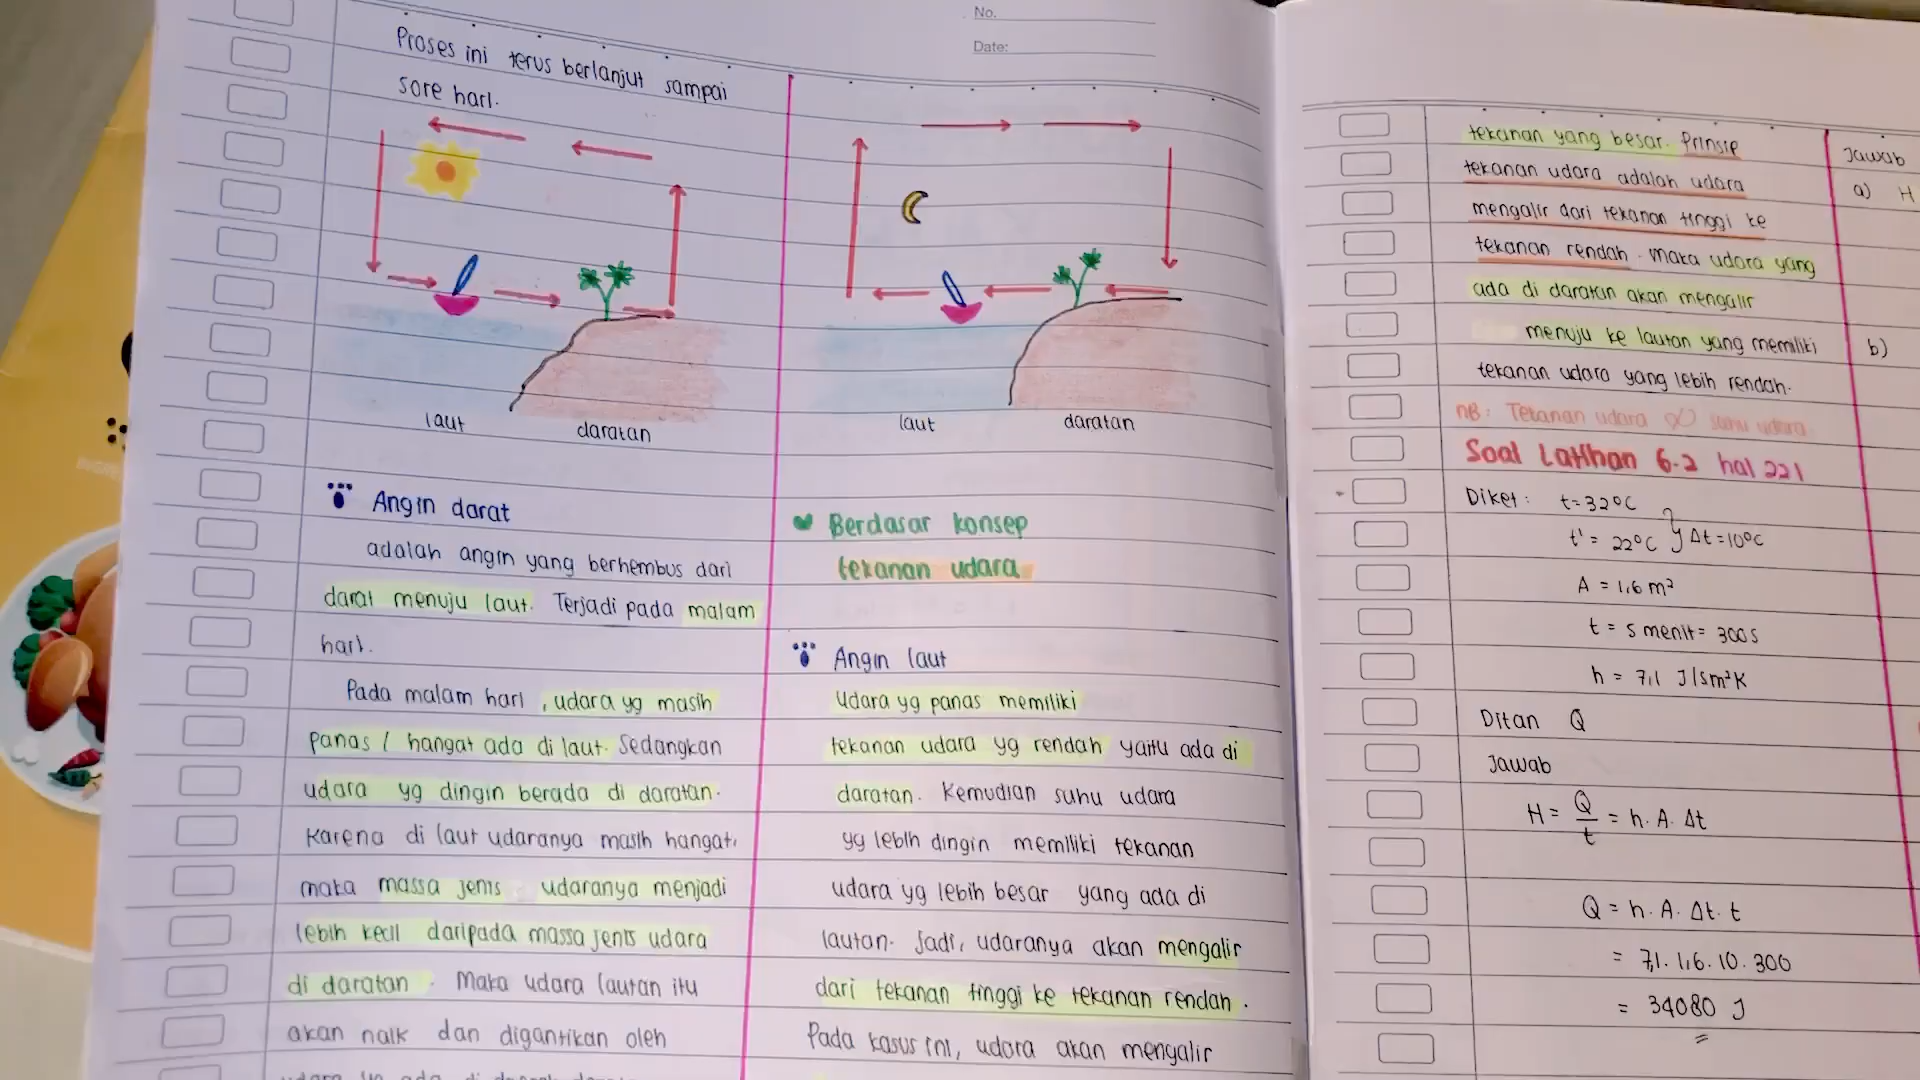 No.
Date:
Proses ini terus berlanjut sampai
sore hari.
laut
daratan
Angin darat
adalah angin yang berhembus dari
darat menuju laut. Terjadi pada malam
hari.
Pada malam hari, udara yg masih
panas / hangat ada di laut. Sedangkan
udara yg dingin berada di daratan.
Karena di laut udaranya masih hangat,
maka massa jenis udaranya menjadi
lebih kecil daripada massa jenis udara
di daratan. Maka udara lautan itu
akan naik dan digantikan oleh
laut
daratan
Berdasar konsep
tekanan udara
Angin laut
Udara yg panas memiliki
tekanan udara yg rendah yaitu ada di
daratan. Kemudian suhu udara
yg lebih dingin memiliki tekanan
udara yg lebih besar yang ada di
lautan. Jadi, udaranya akan mengalir
dari tekanan tinggi ke tekanan rendah.
Pada kasus ini, udara akan mengalir
tekanan yang besar. Prinsip
tekanan udara adalah udara
mengalir dari tekanan tinggi ke
tekanan rendah. Maka udara yang
ada di daratan akan mengalir
menuju ke lautan yang memiliki
tekanan udara yang lebih rendah.
nB: Tekanan udara ∞ suhu udara
Soal Latihan 6.2 hal 221
Diket: t = 32°C
t' = 22°C } Δt = 10°C
A = 1,6 m²
t = 5 menit = 300 s
h = 7,1 J/sm²K
Ditan Q
Jawab
H = Q/t = h. A. Δt
Q = h. A. Δt. t
= 7,1. 1,6. 10. 300
= 34080 J
Jawab
a) H
b)